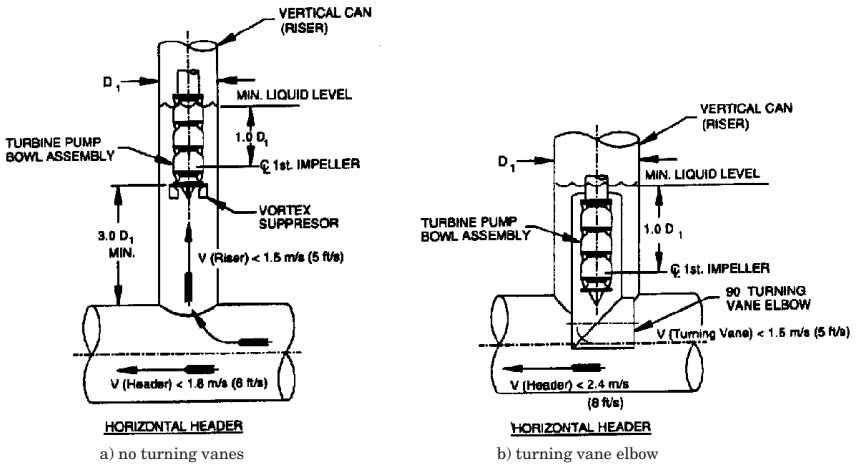 VERTICAL CAN
(RISER)
D1
MIN. LIQUID LEVEL
1.0 D1
TURBINE PUMP
BOWL ASSEMBLY
℄ 1st. IMPELLER
VORTEX
SUPPRESOR
3.0 D1
MIN.
V (Riser) < 1.5 m/s (5 ft/s)
V (Header) < 1.8 m/s (6 ft/s)
HORIZONTAL HEADER
a) no turning vanes
VERTICAL CAN
(RISER)
D1
MIN. LIQUID LEVEL
TURBINE PUMP
BOWL ASSEMBLY
1.0 D1
℄ 1st. IMPELLER
90 TURNING
VANE ELBOW
V (Turning Vane) < 1.5 m/s (5 ft/s)
V (Header) < 2.4 m/s
(8 ft/s)
HORIZONTAL HEADER
b) turning vane elbow